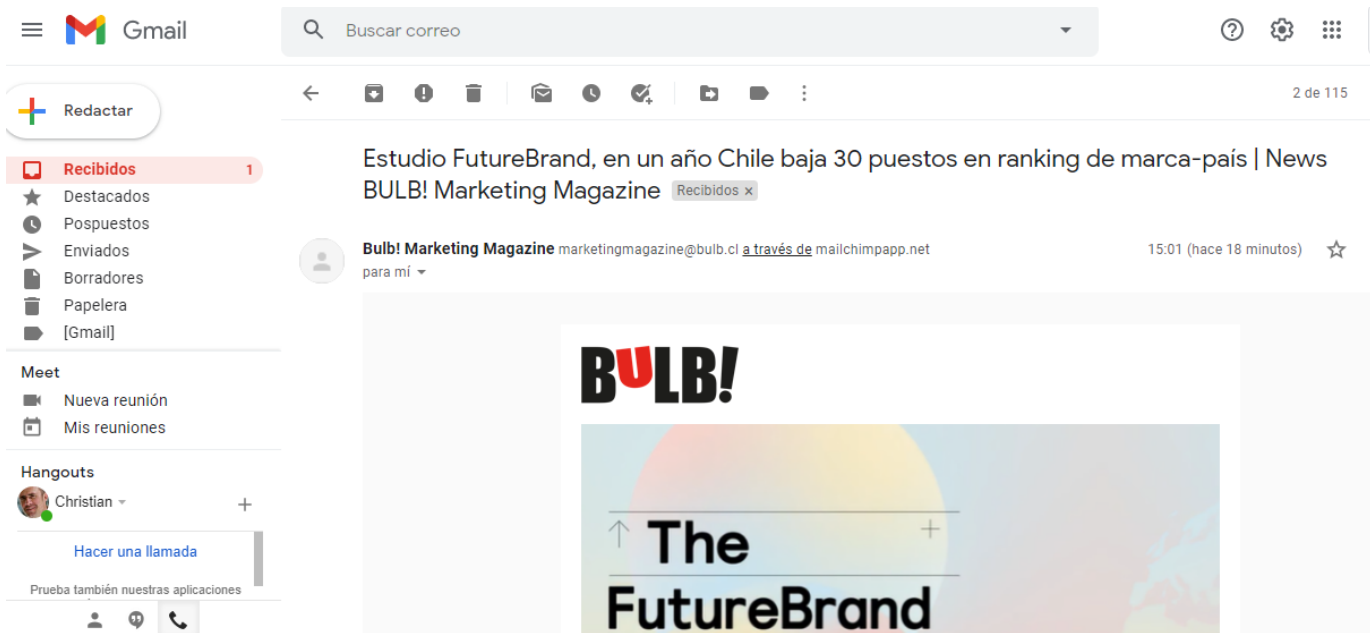 Gmail
Buscar correo
Redactar
2 de 115
Recibidos 1
Destacados
Pospuestos
Enviados
Borradores
Papelera
[Gmail]
Meet
Nueva reunión
Mis reuniones
Hangouts
Christian
Hacer una llamada
Prueba también nuestras aplicaciones
Estudio FutureBrand, en un año Chile baja 30 puestos en ranking de marca-país | News
BULB! Marketing Magazine Recibidos x
Bulb! Marketing Magazine marketingmagazine@bulb.cl a través de mailchimpapp.net 15:01 (hace 18 minutos)
para mí
BULB!
The
FutureBrand